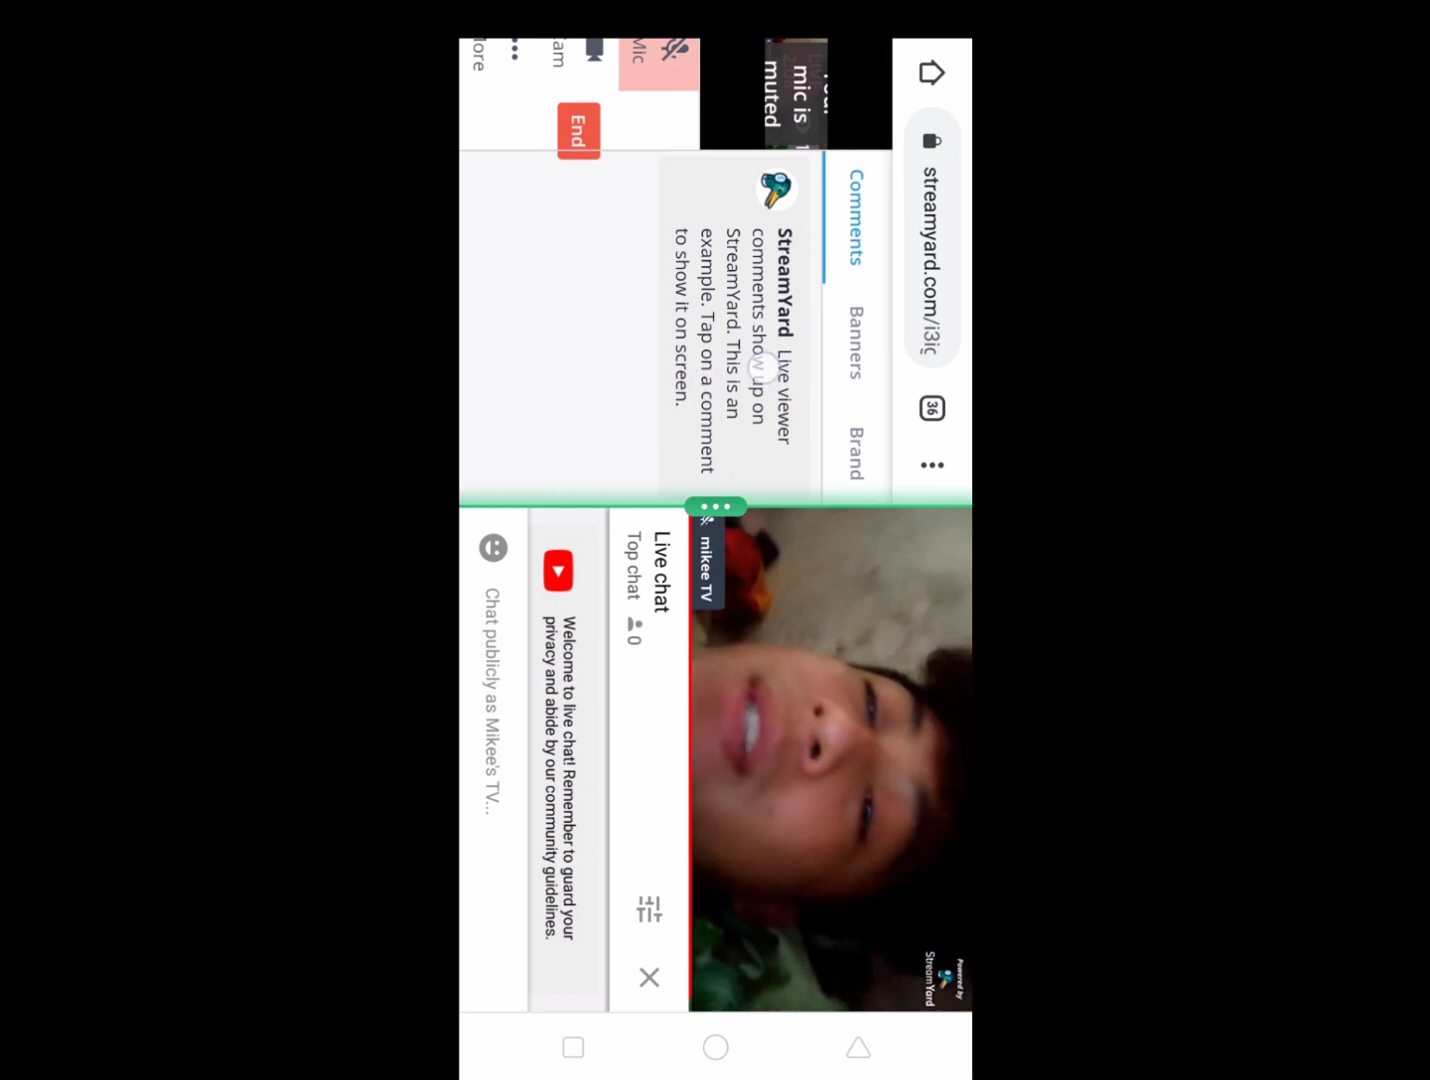 streamyard.com/i3iç
36
Comments Banners Brand
mic is
muted
StreamYard Live viewer
comments show up on
StreamYard. This is an
example. Tap on a comment
to show it on screen.
Mic
End
Powered by
StreamYard
mikee TV
Live chat
Top chat 0
Welcome to live chat! Remember to guard your
privacy and abide by our community guidelines.
Chat publicly as Mikee's TV...